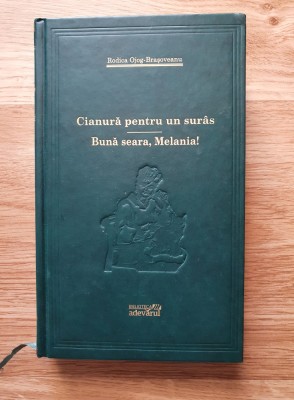 Rodica Ojog-Brașoveanu
Cianură pentru un surâs
Bună seara, Melania!
BIBLIOTECA
adevărul